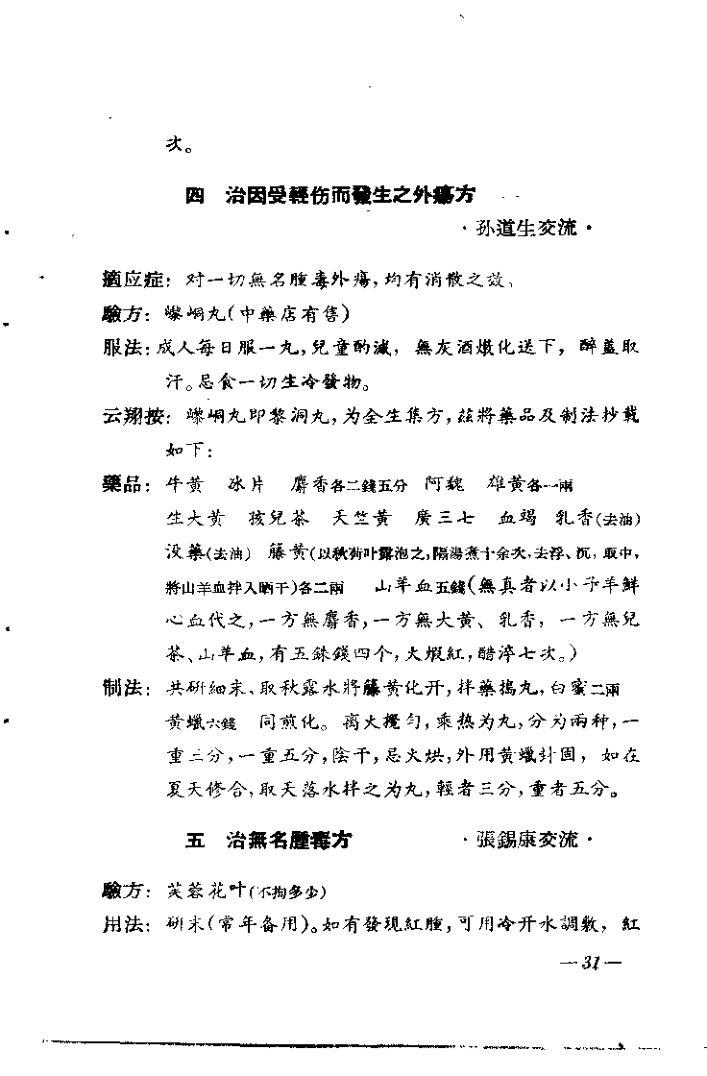 次。
四 治因受輕伤而發生之外瘍方
·孙道生交流·
適应症：对一切無名腫毒外瘍，均有消散之效、
驗方：嚟峒丸（中藥店有售）
服法：成人每日服一丸，兒童酌減，無灰酒燉化送下，醉蓋取
汗。忌食一切生冷發物。
云翔按：嚟峒丸即黎洞丸，为全生集方，茲將藥品及制法抄載
如下：
藥品：牛黄 冰片 麝香各二錢五分 阿魏 雄黄各一兩
生大黄 孩兒茶 天竺黄 廣三七 血竭 乳香（去油）
没藥（去油） 藤黄（以秋荷叶露泡之，隔湯煮十余次，去浮、沉，取中，
將山羊血拌入晒干）各二兩 山羊血五錢（無真者以小子羊鮮
心血代之，一方無麝香，一方無大黄、乳香，一方無兒
茶、山羊血，有五銖錢四个，火煅紅，醋淬七次。）
制法：共研細末、取秋露水將藤黄化开，拌藥搗丸，白蜜二兩
黄蠟六錢 同煎化。离火攪勻，乘热为丸，分为兩种，一
重三分，一重五分，陰干，忌火烘，外用黄蠟封固，如在
夏天修合，取天落水拌之为丸，輕者三分，重者五分。
五 治無名腫毒方 ·張錫康交流·
驗方：芙蓉花叶（不拘多少）
用法：研末（常年备用）。如有發現紅腫，可用冷开水調敷，紅
—31—